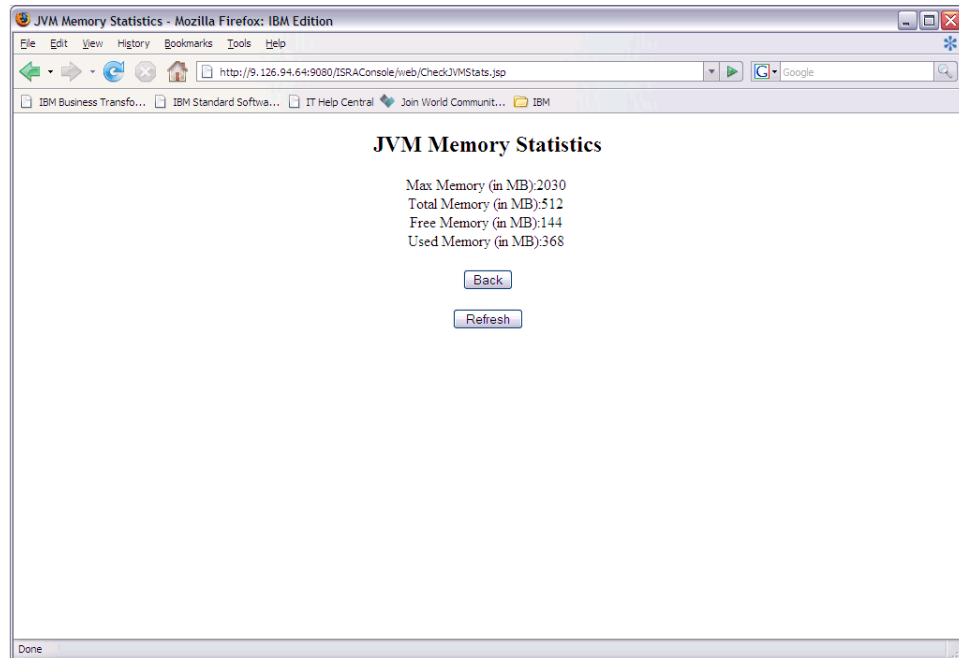 JVM Memory Statistics - Mozilla Firefox: IBM Edition
File Edit View History Bookmarks Tools Help
http://9.126.94.64:9080/ISRAConsole/web/CheckJVMStats.jsp
G Google
IBM Business Transfo... IBM Standard Softwa... IT Help Central Join World Communit... IBM
JVM Memory Statistics
Max Memory (in MB):2030
Total Memory (in MB):512
Free Memory (in MB):144
Used Memory (in MB):368
Back
Refresh
Done